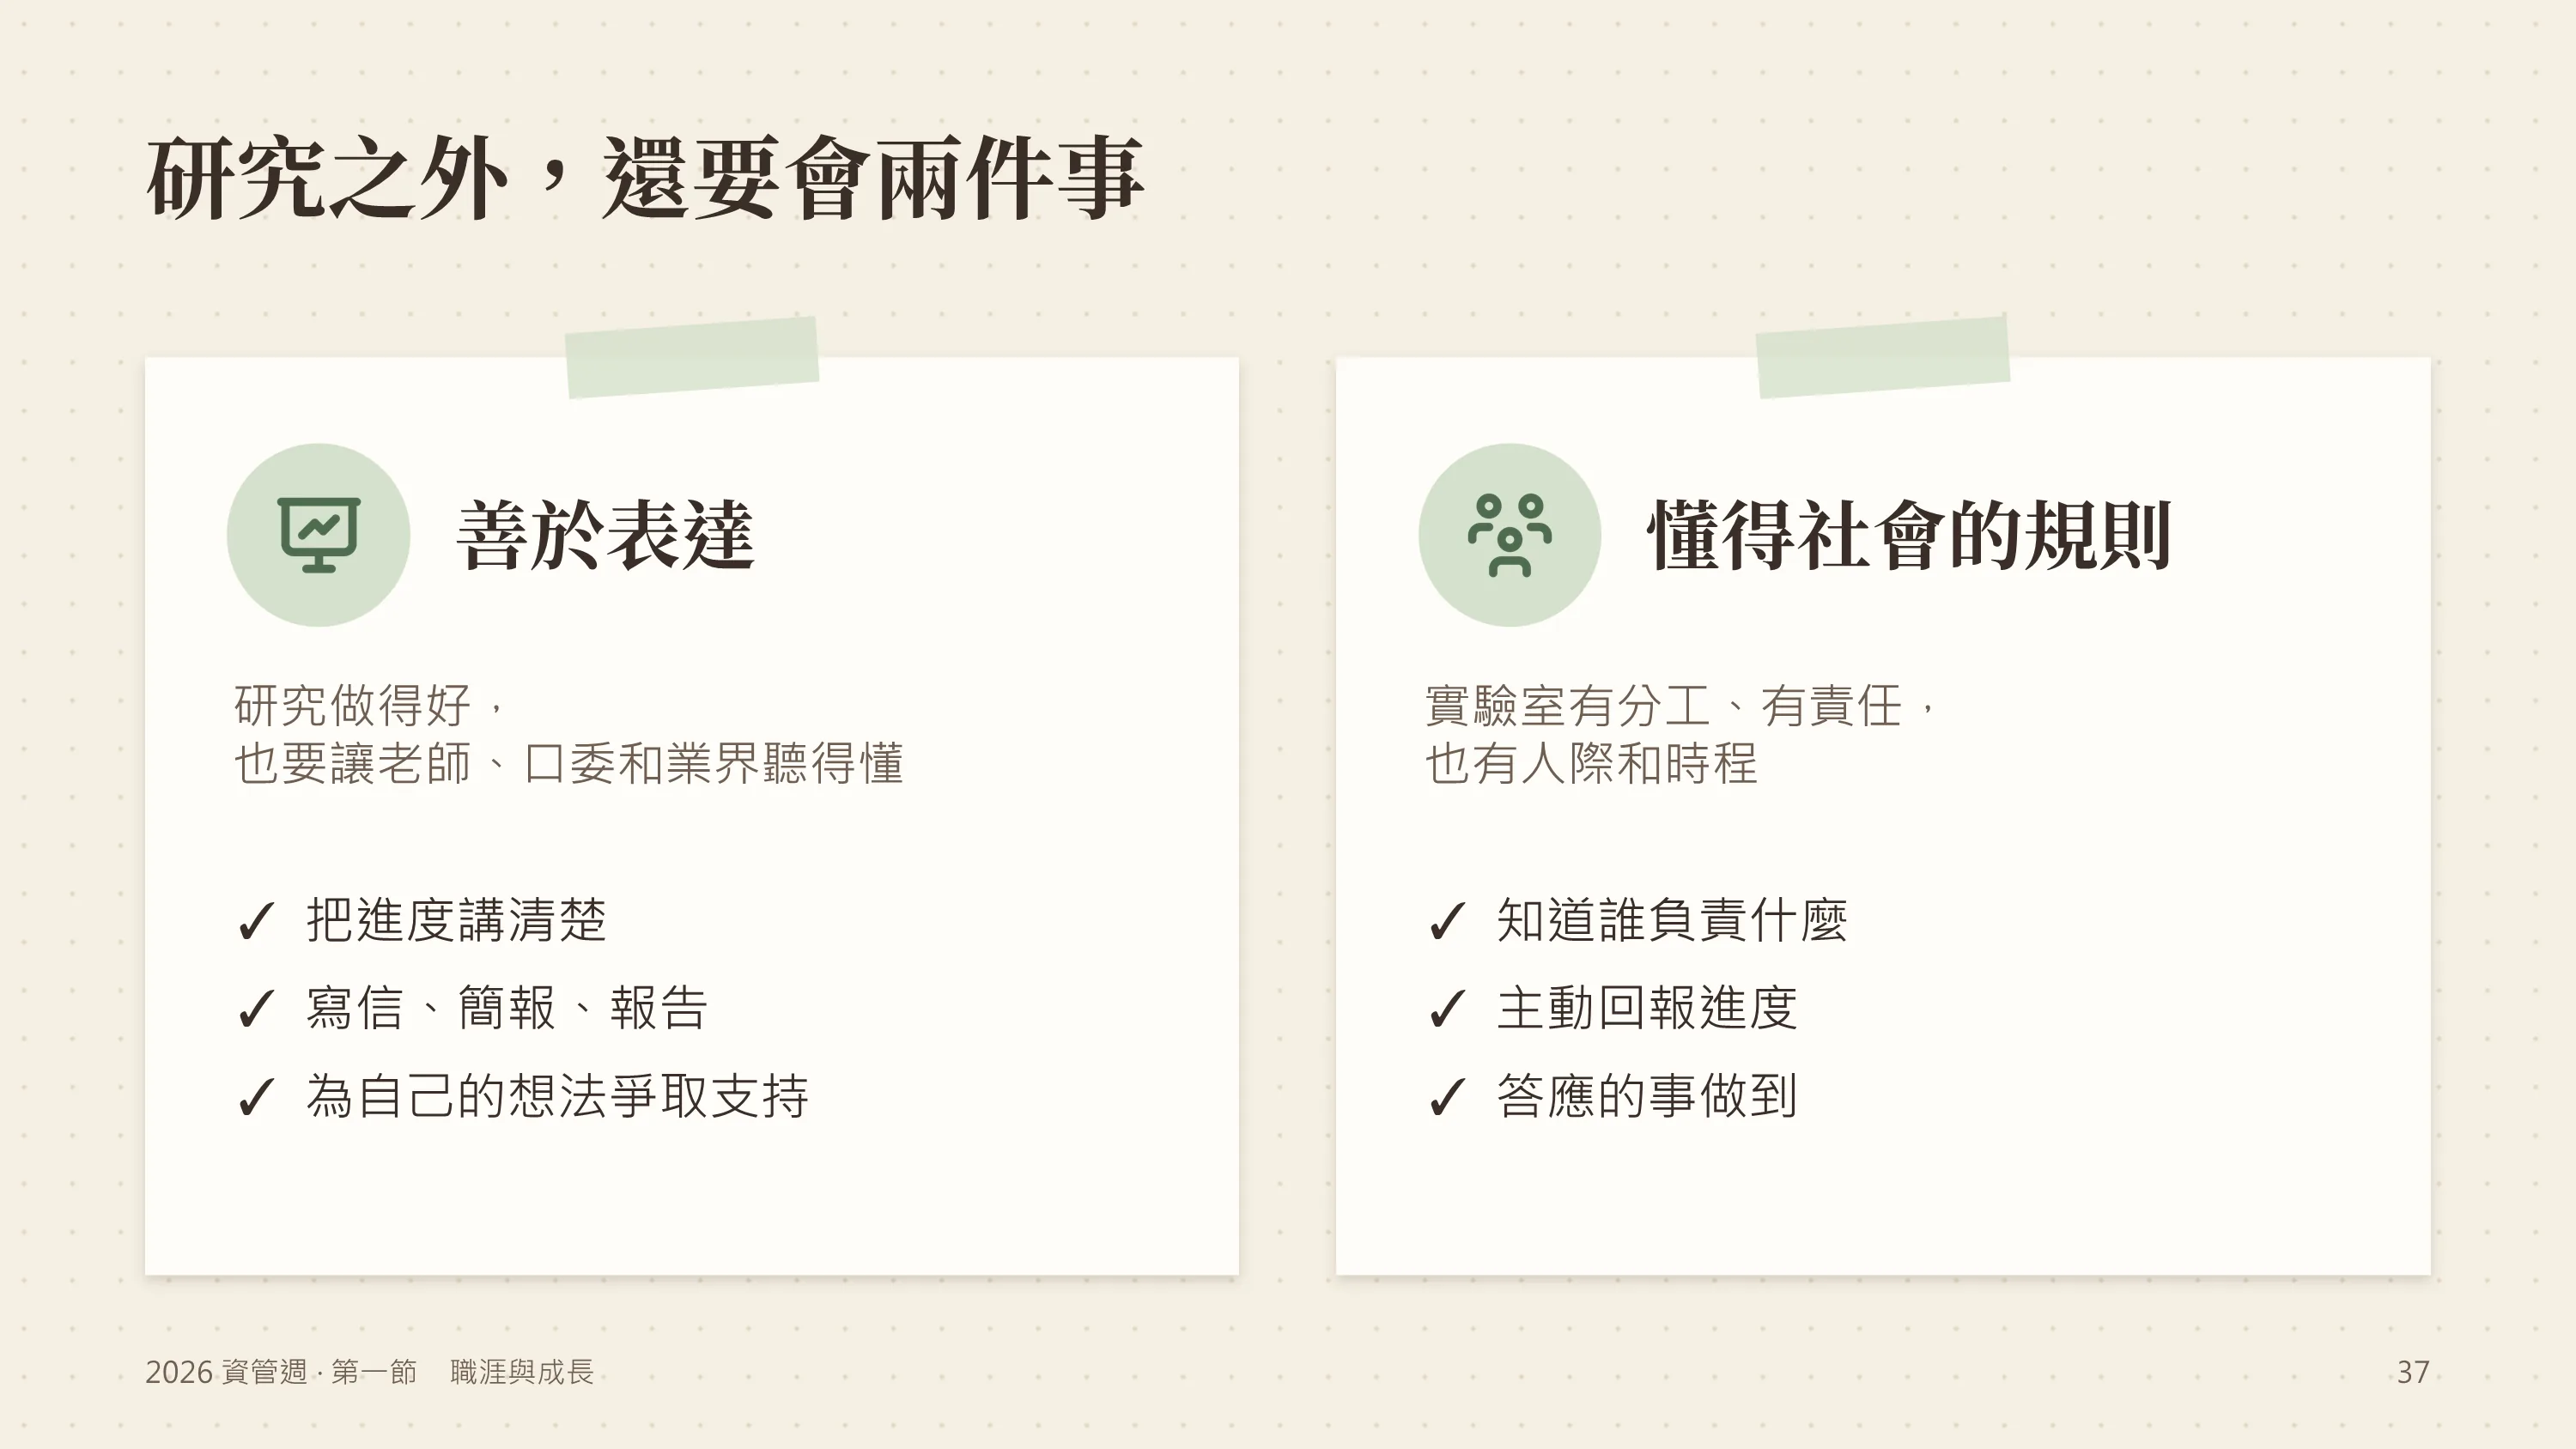 研究之外，還要會兩件事
善於表達
研究做得好，
也要讓老師、口委和業界聽得懂
✓ 把進度講清楚
✓ 寫信、簡報、報告
✓ 為自己的想法爭取支持
懂得社會的規則
實驗室有分工、有責任，
也有人際和時程
✓ 知道誰負責什麼
✓ 主動回報進度
✓ 答應的事做到
2026 資管週 · 第一節　職涯與成長
37